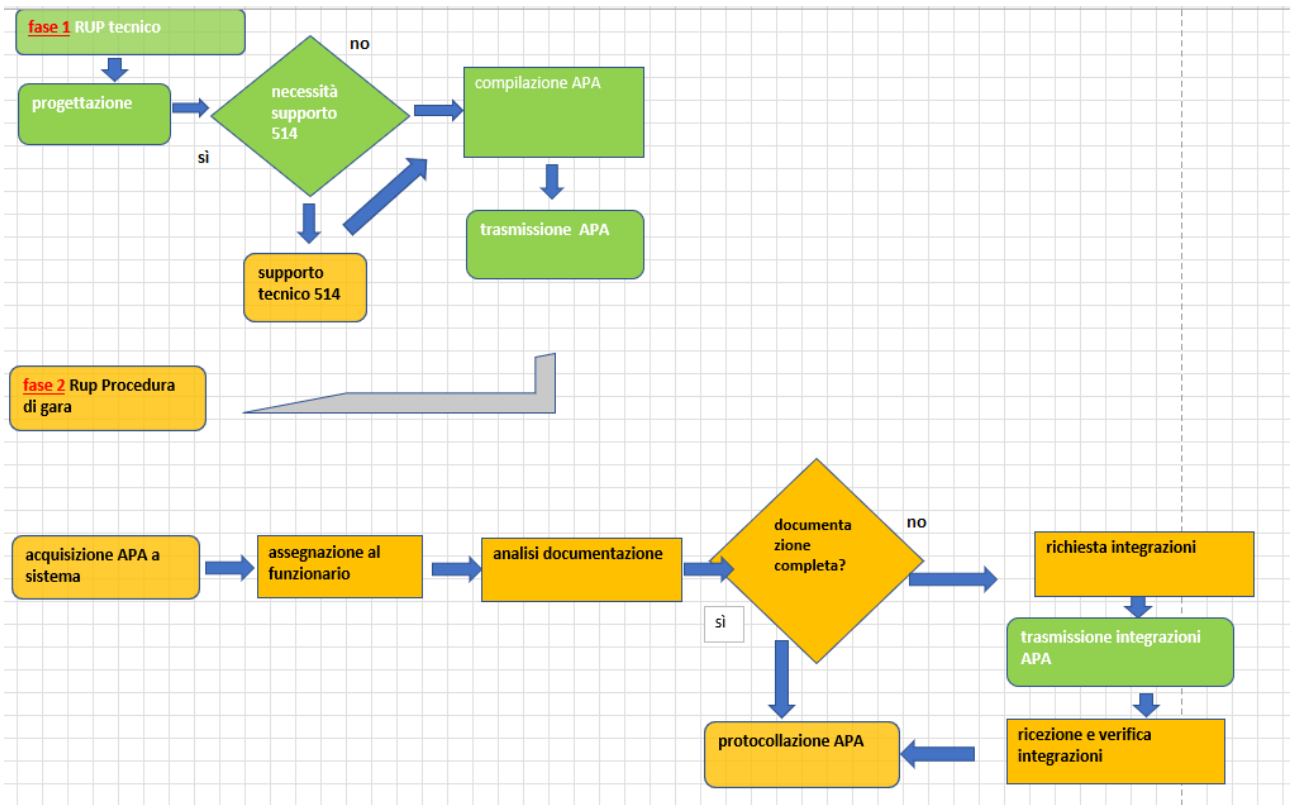 fase 1 RUP tecnico
no
progettazione
necessità
supporto
514
compilazione APA
sì
trasmissione APA
supporto
tecnico 514
fase 2 Rup Procedura
di gara
documenta
zione
completa?
no
acquisizione APA a
sistema
assegnazione al
funzionario
analisi documentazione
richiesta integrazioni
sì
trasmissione integrazioni
APA
protocollazione APA
ricezione e verifica
integrazioni